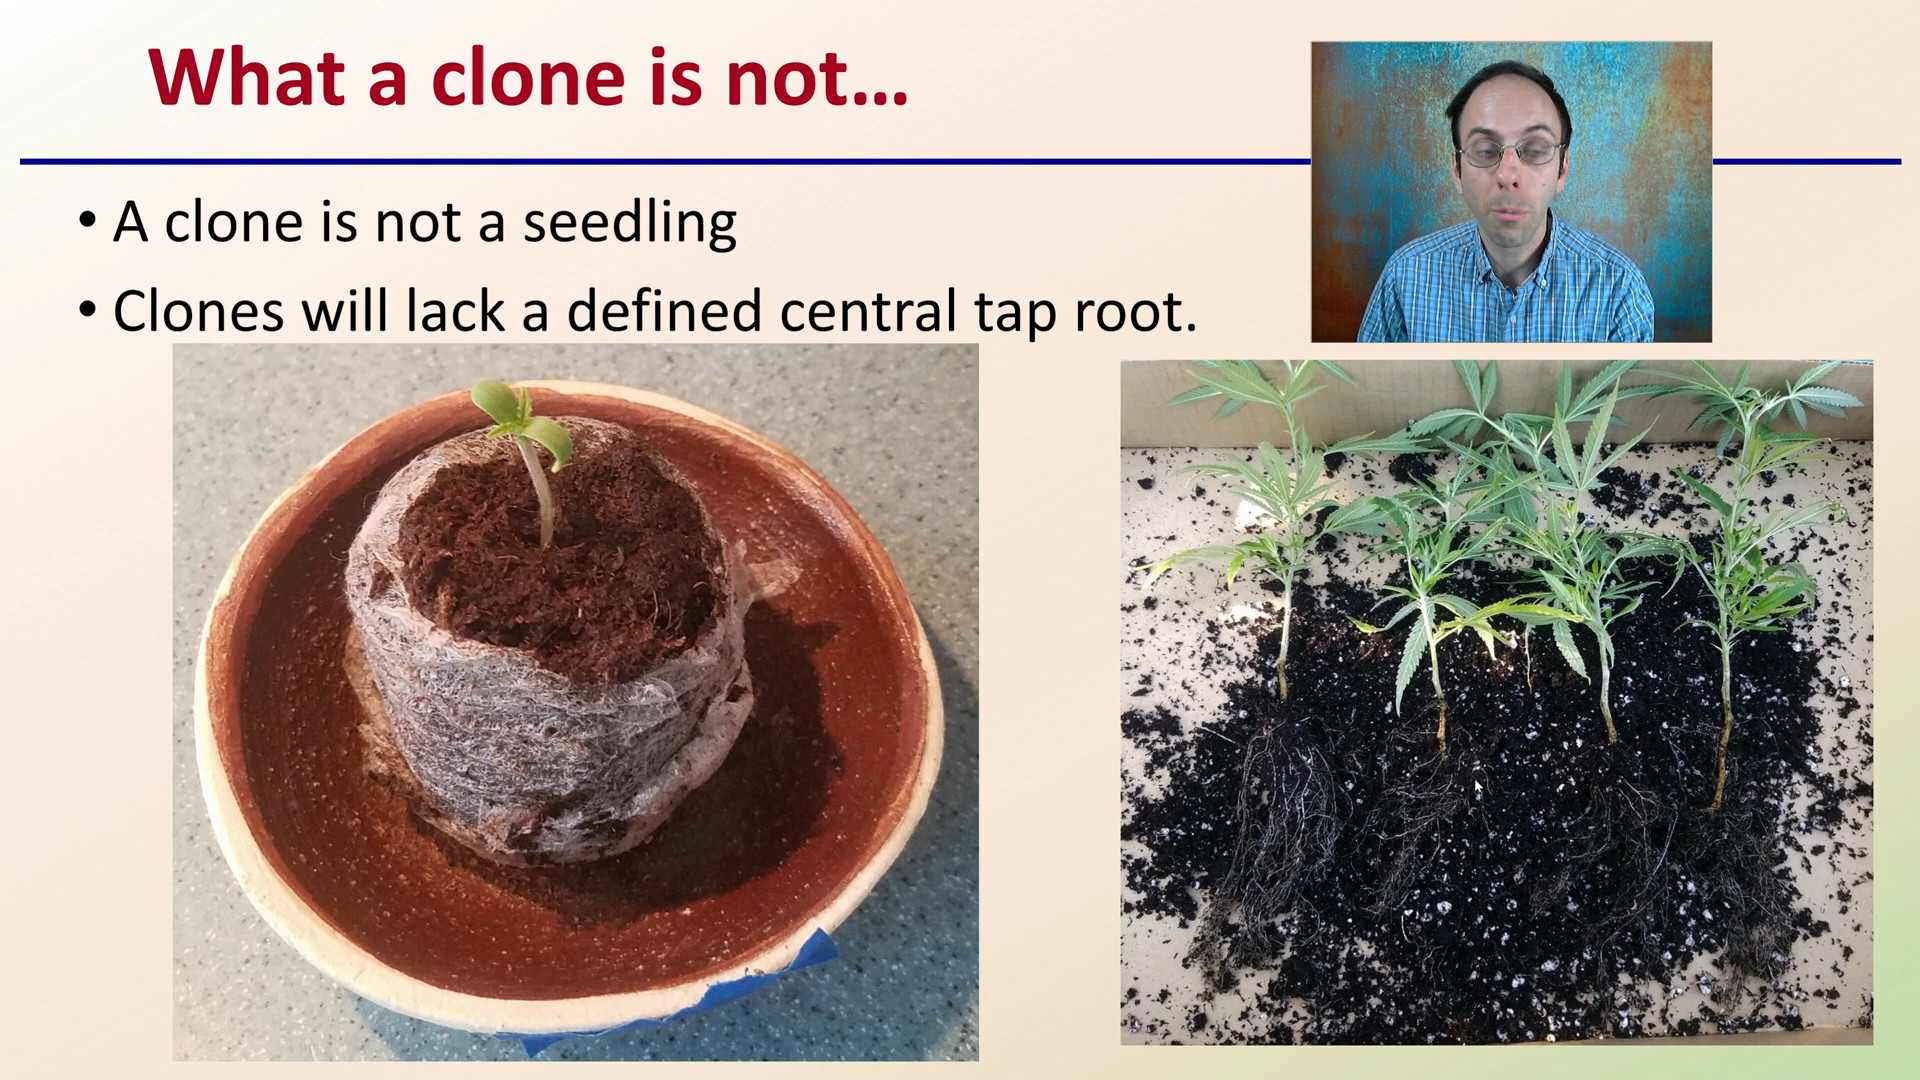 What a clone is not...
• A clone is not a seedling
• Clones will lack a defined central tap root.